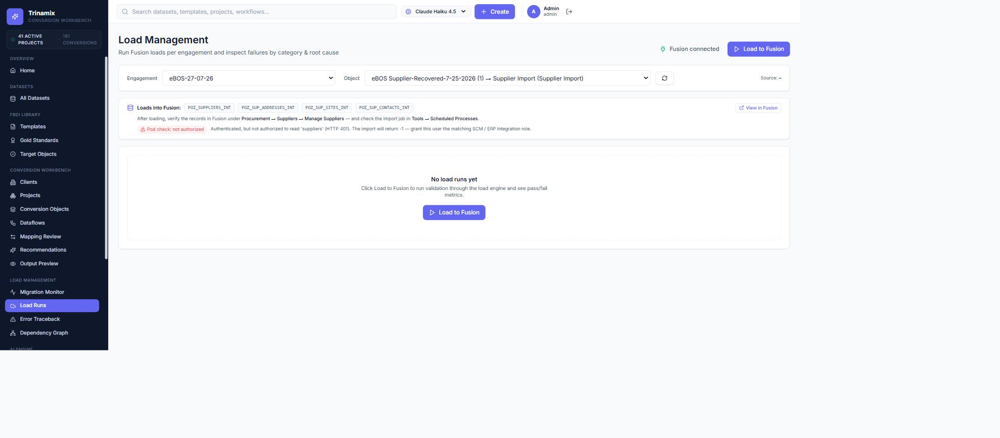 Trinamix
CONVERSION WORKBENCH
41 ACTIVE PROJECTS · 181 CONVERSIONS
OVERVIEW
Home
DATASETS
All Datasets
FBDI LIBRARY
Templates
Gold Standards
Target Objects
CONVERSION WORKBENCH
Clients
Projects
Conversion Objects
Dataflows
Mapping Review
Recommendations
Output Preview
LOAD MANAGEMENT
Migration Monitor
Load Runs
Error Traceback
Dependency Graph
AI ENGINE
Search datasets, templates, projects, workflows...
Claude Haiku 4.5
Create
A
Admin
admin
Load Management
Run Fusion loads per engagement and inspect failures by category & root cause
Fusion connected
Load to Fusion
Engagement
eBOS-27-07-26
Object
eBOS Supplier-Recovered-7-25-2026 (1) → Supplier Import (Supplier Import)
Source: –
Loads into Fusion: POZ_SUPPLIERS_INT POZ_SUP_ADDRESSES_INT POZ_SUP_SITES_INT POZ_SUP_CONTACTS_INT
View in Fusion
After loading, verify the records in Fusion under Procurement → Suppliers → Manage Suppliers — and check the import job in Tools → Scheduled Processes.
Pod check: not authorized
Authenticated, but not authorized to read 'suppliers' (HTTP 401). The import will return -1 — grant this user the matching SCM / ERP Integration role.
No load runs yet
Click Load to Fusion to run validation through the load engine and see pass/fail
metrics.
Load to Fusion